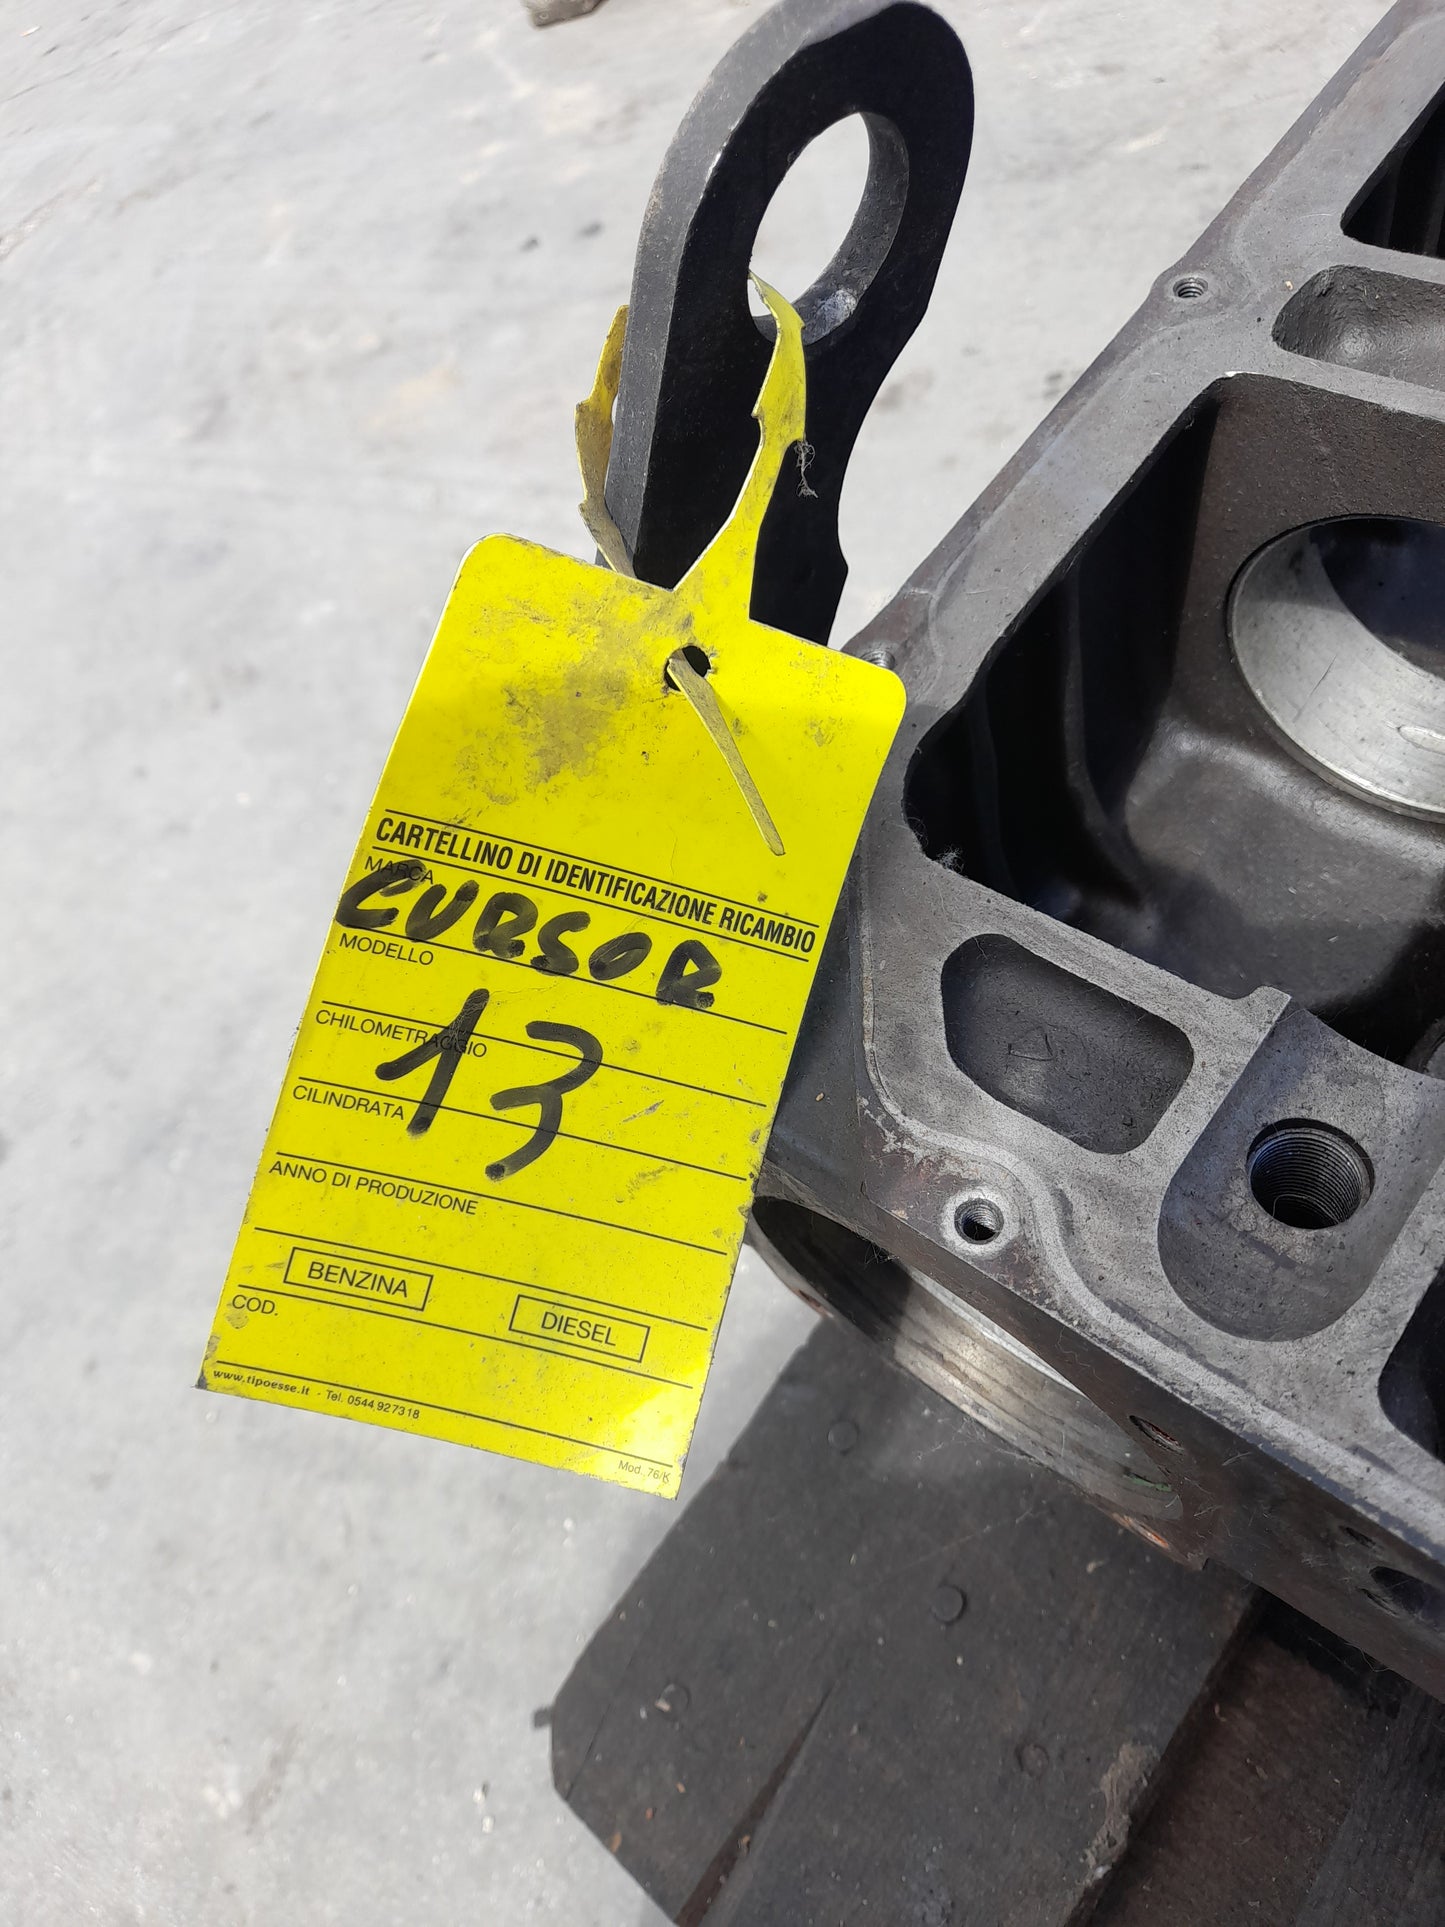 CARTELLINO DI IDENTIFICAZIONE RICAMBIO
MARCA
CURSOR
MODELLO
13
CHILOMETRAGGIO
CILINDRATA
ANNO DI PRODUZIONE
BENZINA
DIESEL
COD.
www.tipoesse.it - Tel. 0544.927318
Mod. 76/K